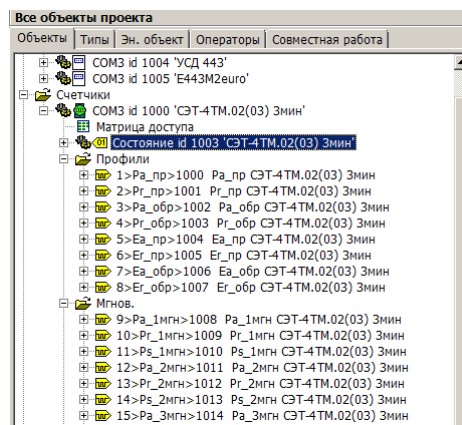 Все объекты проекта
Объекты Типы Эн. объект Операторы Совместная работа
COM3 id 1004 'УСД 443'
COM3 id 1005 'E443M2euro'
Счетчики
COM3 id 1000 'СЭТ-4ТМ.02(03) 3мин'
Матрица доступа
01 Состояние id 1003 'СЭТ-4ТМ.02(03) 3мин'
Профили
1>Pa_пр>1000 Pa_пр СЭТ-4ТМ.02(03) 3мин
2>Pr_пр>1001 Pr_пр СЭТ-4ТМ.02(03) 3мин
3>Pa_обр>1002 Pa_обр СЭТ-4ТМ.02(03) 3мин
4>Pr_обр>1003 Pr_обр СЭТ-4ТМ.02(03) 3мин
5>Ea_пр>1004 Ea_пр СЭТ-4ТМ.02(03) 3мин
6>Er_пр>1005 Er_пр СЭТ-4ТМ.02(03) 3мин
7>Ea_обр>1006 Ea_обр СЭТ-4ТМ.02(03) 3мин
8>Er_обр>1007 Er_обр СЭТ-4ТМ.02(03) 3мин
Мгнов.
9>Pa_1мгн>1008 Pa_1мгн СЭТ-4ТМ.02(03) 3мин
10>Pr_1мгн>1009 Pr_1мгн СЭТ-4ТМ.02(03) 3мин
11>Ps_1мгн>1010 Ps_1мгн СЭТ-4ТМ.02(03) 3мин
12>Pa_2мгн>1011 Pa_2мгн СЭТ-4ТМ.02(03) 3мин
13>Pr_2мгн>1012 Pr_2мгн СЭТ-4ТМ.02(03) 3мин
14>Ps_2мгн>1013 Ps_2мгн СЭТ-4ТМ.02(03) 3мин
15>Pa_3мгн>1014 Pa_3мгн СЭТ-4ТМ.02(03) 3мин